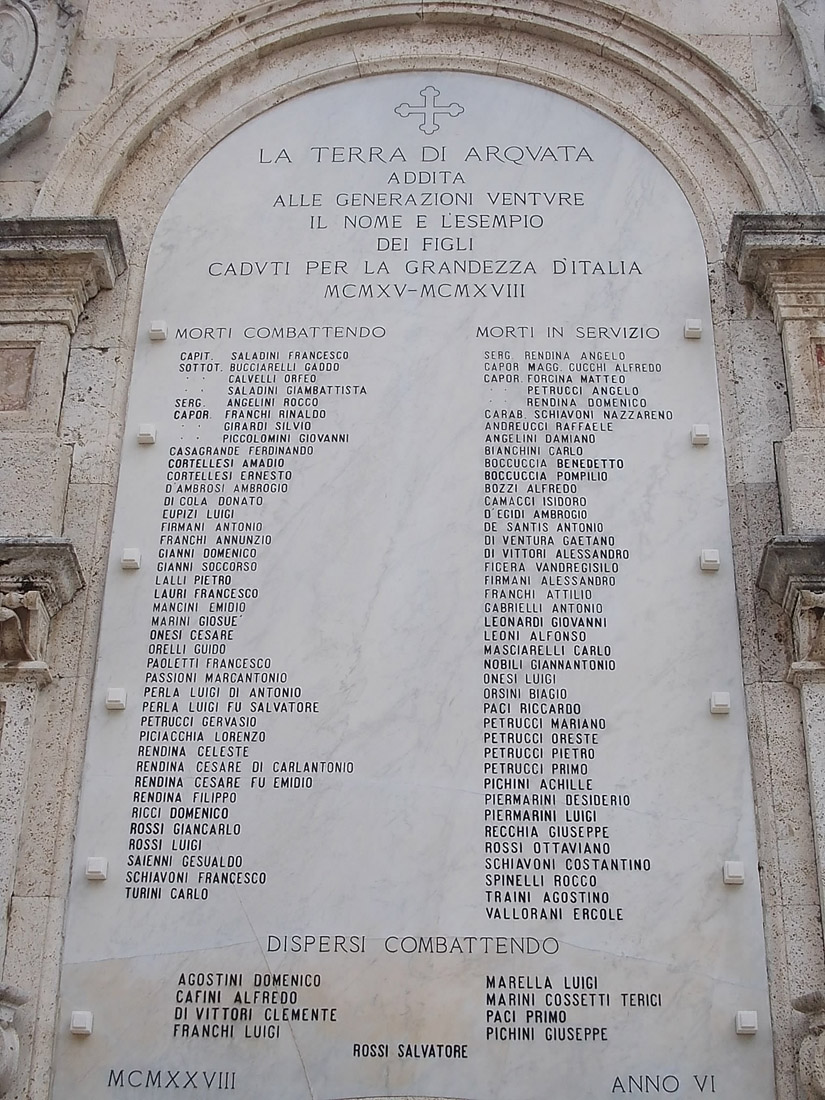 LA TERRA DI ARQVATA
ADDITA
ALLE GENERAZIONI VENTVRE
IL NOME E L'ESEMPIO
DEI FIGLI
CADVTI PER LA GRANDEZZA D'ITALIA
MCMXV-MCMXVIII
MORTI COMBATTENDO
CAPIT. SALADINI FRANCESCO
SOTTOT. BUCCIARELLI GADDO
· · CALVELLI ORFEO
· · SALADINI GIAMBATTISTA
SERG. ANGELINI ROCCO
CAPOR. FRANCHI RINALDO
· · GIRARDI SILVIO
· · PICCOLOMINI GIOVANNI
CASAGRANDE FERDINANDO
CORTELLESI AMADIO
CORTELLESI ERNESTO
D'AMBROSI AMBROGIO
DI COLA DONATO
EUPIZI LUIGI
FIRMANI ANTONIO
FRANCHI ANNUNZIO
GIANNI DOMENICO
GIANNI SOCCORSO
LALLI PIETRO
LAURI FRANCESCO
MANCINI EMIDIO
MARINI GIOSUE'
ONESI CESARE
ORELLI GUIDO
PAOLETTI FRANCESCO
PASSIONI MARCANTONIO
PERLA LUIGI DI ANTONIO
PERLA LUIGI FU SALVATORE
PETRUCCI GERVASIO
PICIACCHIA LORENZO
RENDINA CELESTE
RENDINA CESARE DI CARLANTONIO
RENDINA CESARE FU EMIDIO
RENDINA FILIPPO
RICCI DOMENICO
ROSSI GIANCARLO
ROSSI LUIGI
SAIENNI GESUALDO
SCHIAVONI FRANCESCO
TURINI CARLO
MORTI IN SERVIZIO
SERG. RENDINA ANGELO
CAPOR MAGG. CUCCHI ALFREDO
CAPOR. FORCINA MATTEO
· · PETRUCCI ANGELO
· · RENDINA DOMENICO
CARAB. SCHIAVONI NAZZARENO
ANDREUCCI RAFFAELE
ANGELINI DAMIANO
BIANCHINI CARLO
BOCCUCCIA BENEDETTO
BOCCUCCIA POMPILIO
BOZZI ALFREDO
CAMACCI ISIDORO
D'EGIDI AMBROGIO
DE SANTIS ANTONIO
DI VENTURA GAETANO
DI VITTORI ALESSANDRO
FICERA VANDREGISILO
FIRMANI ALESSANDRO
FRANCHI ATTILIO
GABRIELLI ANTONIO
LEONARDI GIOVANNI
LEONI ALFONSO
MASCIARELLI CARLO
NOBILI GIANNANTONIO
ONESI LUIGI
ORSINI BIAGIO
PACI RICCARDO
PETRUCCI MARIANO
PETRUCCI ORESTE
PETRUCCI PIETRO
PETRUCCI PRIMO
PICHINI ACHILLE
PIERMARINI DESIDERIO
PIERMARINI LUIGI
RECCHIA GIUSEPPE
ROSSI OTTAVIANO
SCHIAVONI COSTANTINO
SPINELLI ROCCO
TRAINI AGOSTINO
VALLORANI ERCOLE
DISPERSI COMBATTENDO
AGOSTINI DOMENICO
CAFINI ALFREDO
DI VITTORI CLEMENTE
FRANCHI LUIGI
MARELLA LUIGI
MARINI COSSETTI TERICI
PACI PRIMO
PICHINI GIUSEPPE
ROSSI SALVATORE
MCMXXVIII
ANNO VI